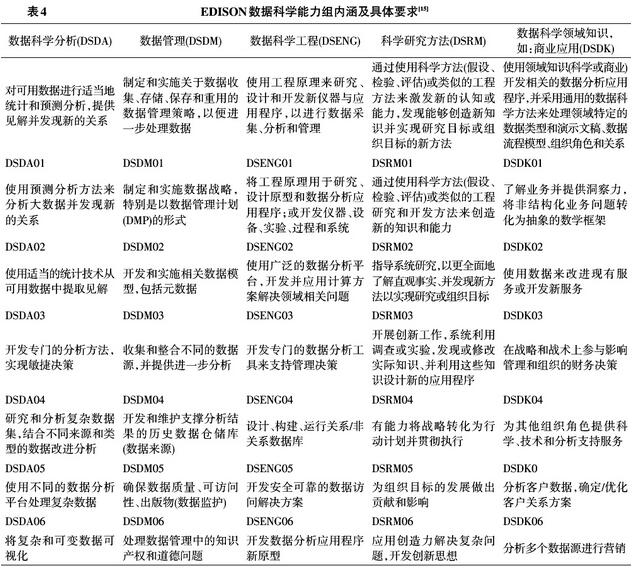 表 4
EDISON数据科学能力组内涵及具体要求[15]
数据科学分析(DSDA)
数据管理(DSDM)
数据科学工程(DSENG)
科学研究方法(DSRM)
数据科学领域知识,
如:商业应用(DSDK)
对可用数据进行适当地
统计和预测分析,提供
见解并发现新的关系
制定和实施关于数据收
集、存储、保存和重用的
数据管理策略,以便进
一步处理数据
使用工程原理来研究、
设计和开发新仪器与应
用程序,以进行数据采
集、分析和管理
通过使用科学方法(假设、
检验、评估)或类似的工程
方法来激发新的认知或
能力,发现能够创造新知
识并实现研究目标或组
织目标的新方法
使用领域知识(科学或商业)
开发相关的数据分析应用
程序,并采用通用的数据科
学方法来处理领域特定的
数据类型和演示文稿、数据
流程模型、组织角色和关系
DSDA01
DSDM01
DSENG01
DSRM01
DSDK01
使用预测分析方法来
分析大数据并发现新
的关系
制定和实施数据战略,
特别是以数据管理计划
(DMP)的形式
将工程原理用于研究、
设计原型和数据分析应
用程序;或开发仪器、设
备、实验、过程和系统
通过使用科学方法(假设、
检验、评估)或类似的工程
研究和开发方法来创造
新的知识和能力
了解业务并提供洞察力,
将非结构化业务问题转
化为抽象的数学框架
DSDA02
DSDM02
DSENG02
DSRM02
DSDK02
使用适当的统计技术从
可用数据中提取见解
开发和实施相关数据模
型,包括元数据
使用广泛的数据分析平
台,开发并应用计算方
案解决领域相关问题
指导系统研究,以更全面地
了解直观事实、并发现新方
法以实现研究或组织目标
使用数据来改进现有服
务或开发新服务
DSDA03
DSDM03
DSENG03
DSRM03
DSDK03
开发专门的分析方法,
实现敏捷决策
收集和整合不同的数据
源,并提供进一步分析
开发专门的数据分析工
具来支持管理决策
开展创新工作,系统利用
调查或实验,发现或修改
实际知识、并利用这些知
识设计新的应用程序
在战略和战术上参与影响
管理和组织的财务决策
DSDA04
DSDM04
DSENG04
DSRM04
DSDK04
研究和分析复杂数据
集,结合不同来源和类
型的数据改进分析
开发和维护支撑分析结
果的历史数据仓储库
(数据来源)
设计、构建、运行关系/非
关系数据库
有能力将战略转化为行
动计划并贯彻执行
为其他组织角色提供科
学、技术和分析支持服务
DSDA05
DSDM05
DSENG05
DSRM05
DSDK0
使用不同的数据分析
平台处理复杂数据
确保数据质量、可访问
性、出版物(数据监护)
开发安全可靠的数据访
问解决方案
为组织目标的发展做出
贡献和影响
分析客户数据,确定/优化
客户关系方案
DSDA06
DSDM06
DSENG06
DSRM06
DSDK06
将复杂和可变数据可
视化
处理数据管理中的知识
产权和道德问题
开发数据分析应用程序
新原型
应用创造力解决复杂问
题,开发创新思想
分析多个数据源进行营销